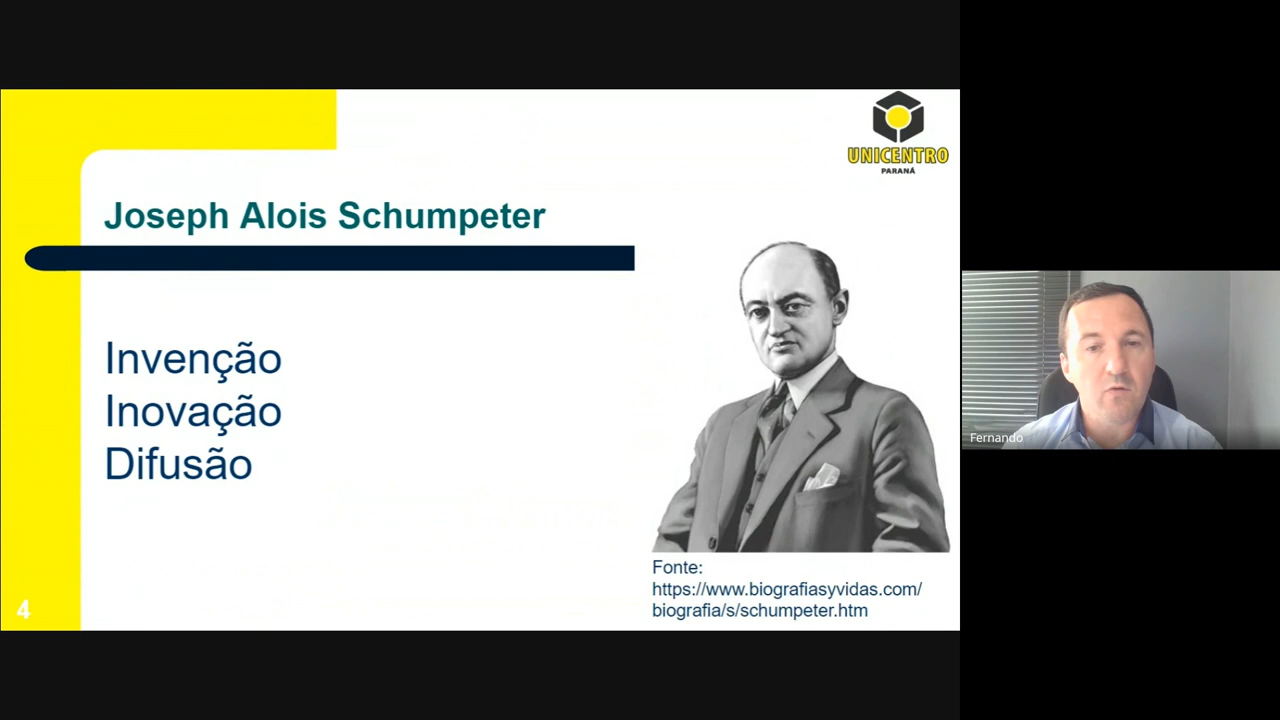 UNICENTRO
PARANÁ
Joseph Alois Schumpeter
Invenção
Inovação
Difusão
Fonte:
https://www.biografiasyvidas.com/
biografia/s/schumpeter.htm
4
Fernando